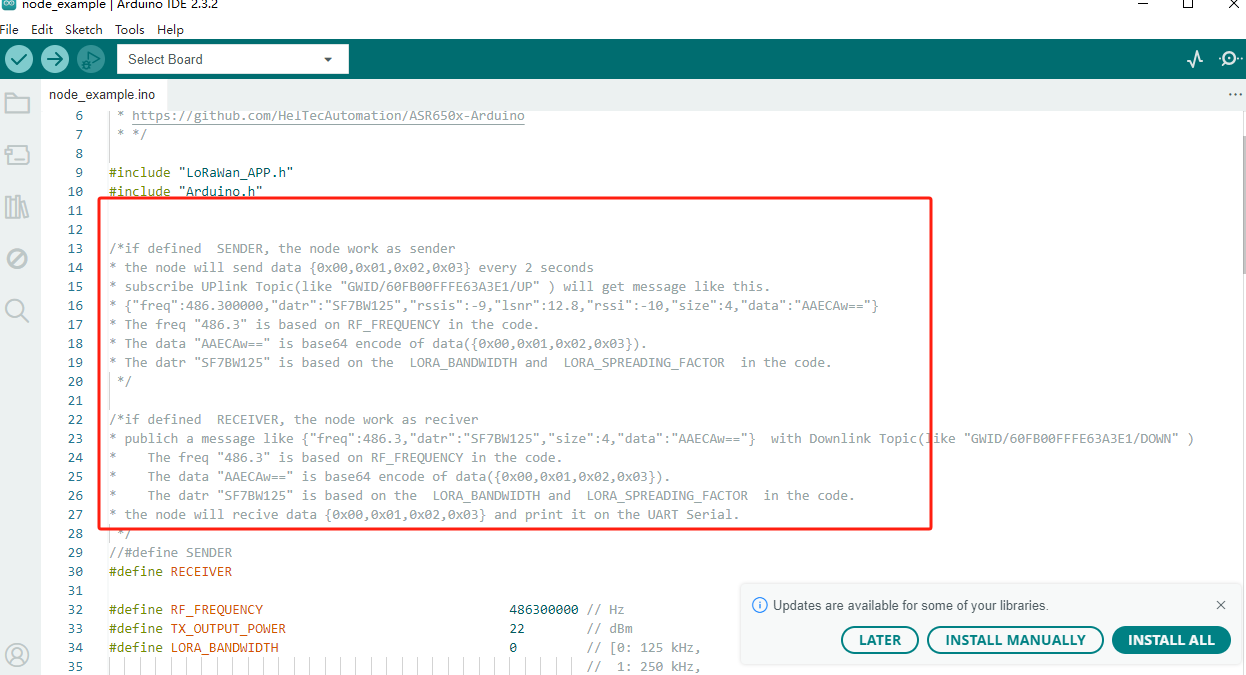 node_example | Arduino IDE 2.3.2
File Edit Sketch Tools Help
Select Board
node_example.ino
6 * https://github.com/HelTecAutomation/ASR650x-Arduino
7 * */
8
9 #include "LoRaWan_APP.h"
10 #include "Arduino.h"
11
12
13 /*if defined  SENDER, the node work as sender
14 * the node will send data {0x00,0x01,0x02,0x03} every 2 seconds
15 * subscribe UPlink Topic(like "GWID/60FB00FFFE63A3E1/UP" ) will get message like this.
16 * {"freq":486.300000,"datr":"SF7BW125","rssis":-9,"lsnr":12.8,"rssi":-10,"size":4,"data":"AAECAw=="}
17 * The freq "486.3" is based on RF_FREQUENCY in the code.
18 * The data "AAECAw==" is base64 encode of data({0x00,0x01,0x02,0x03}).
19 * The datr "SF7BW125" is based on the  LORA_BANDWIDTH and  LORA_SPREADING_FACTOR  in the code.
20 */
21
22 /*if defined  RECEIVER, the node work as reciver
23 * publich a message like {"freq":486.3,"datr":"SF7BW125","size":4,"data":"AAECAw=="}  with Downlink Topic(like "GWID/60FB00FFFE63A3E1/DOWN" )
24 *    The freq "486.3" is based on RF_FREQUENCY in the code.
25 *    The data "AAECAw==" is base64 encode of data({0x00,0x01,0x02,0x03}).
26 *    The datr "SF7BW125" is based on the  LORA_BANDWIDTH and  LORA_SPREADING_FACTOR  in the code.
27 * the node will recive data {0x00,0x01,0x02,0x03} and print it on the UART Serial.
28 */
29 //#define SENDER
30 #define RECEIVER
31
32 #define RF_FREQUENCY 486300000 // Hz
33 #define TX_OUTPUT_POWER 22 // dBm
34 #define LORA_BANDWIDTH 0 // [0: 125 kHz,
35 //  1: 250 kHz,
Updates are available for some of your libraries.
LATER INSTALL MANUALLY INSTALL ALL